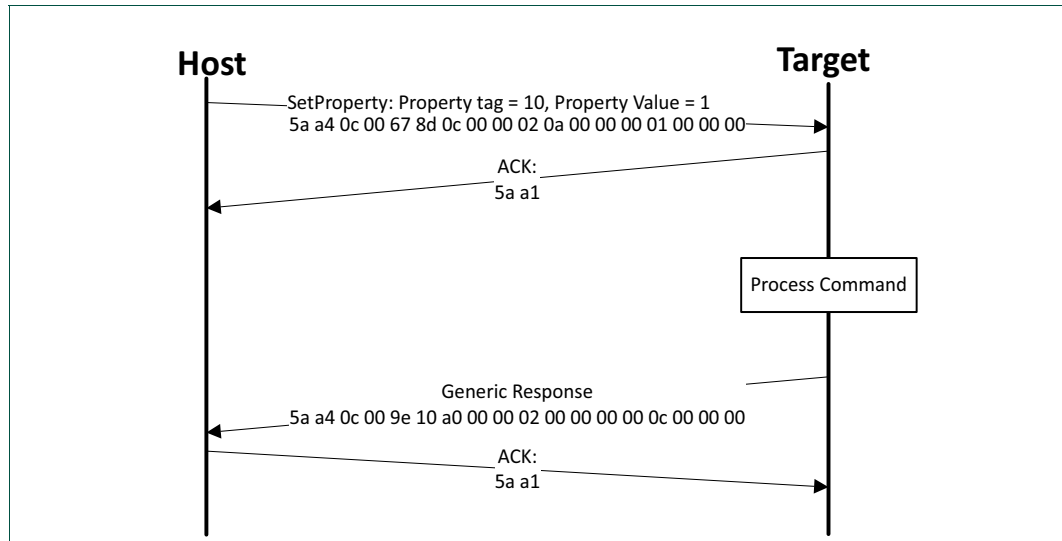 Host
Target
SetProperty: Property tag = 10, Property Value = 1
5a a4 0c 00 67 8d 0c 00 00 02 0a 00 00 00 01 00 00 00
ACK:
5a a1
Process Command
Generic Response
5a a4 0c 00 9e 10 a0 00 00 02 00 00 00 00 0c 00 00 00
ACK:
5a a1